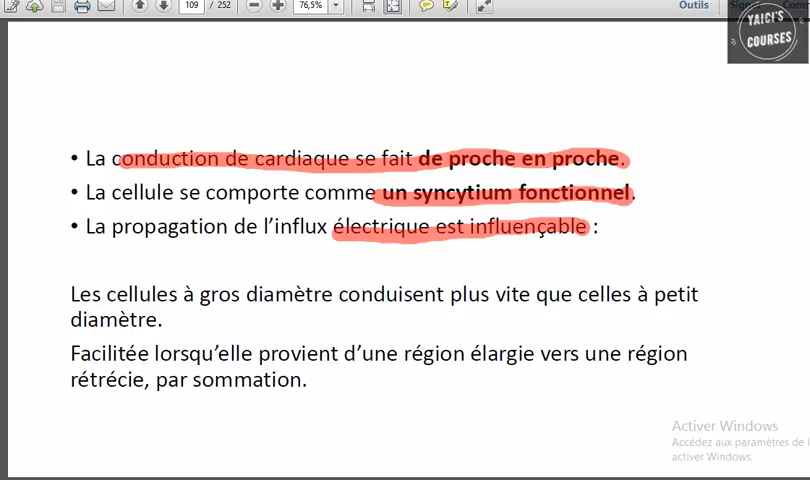 109 / 252
76,5%
Outils
YAICI'S
COURSES
• La conduction de cardiaque se fait de proche en proche.
• La cellule se comporte comme un syncytium fonctionnel.
• La propagation de l'influx électrique est influençable :
Les cellules à gros diamètre conduisent plus vite que celles à petit
diamètre.
Facilitée lorsqu'elle provient d'une région élargie vers une région
rétrécie, par sommation.
Activer Windows
Accédez aux paramètres de
activer Windows.